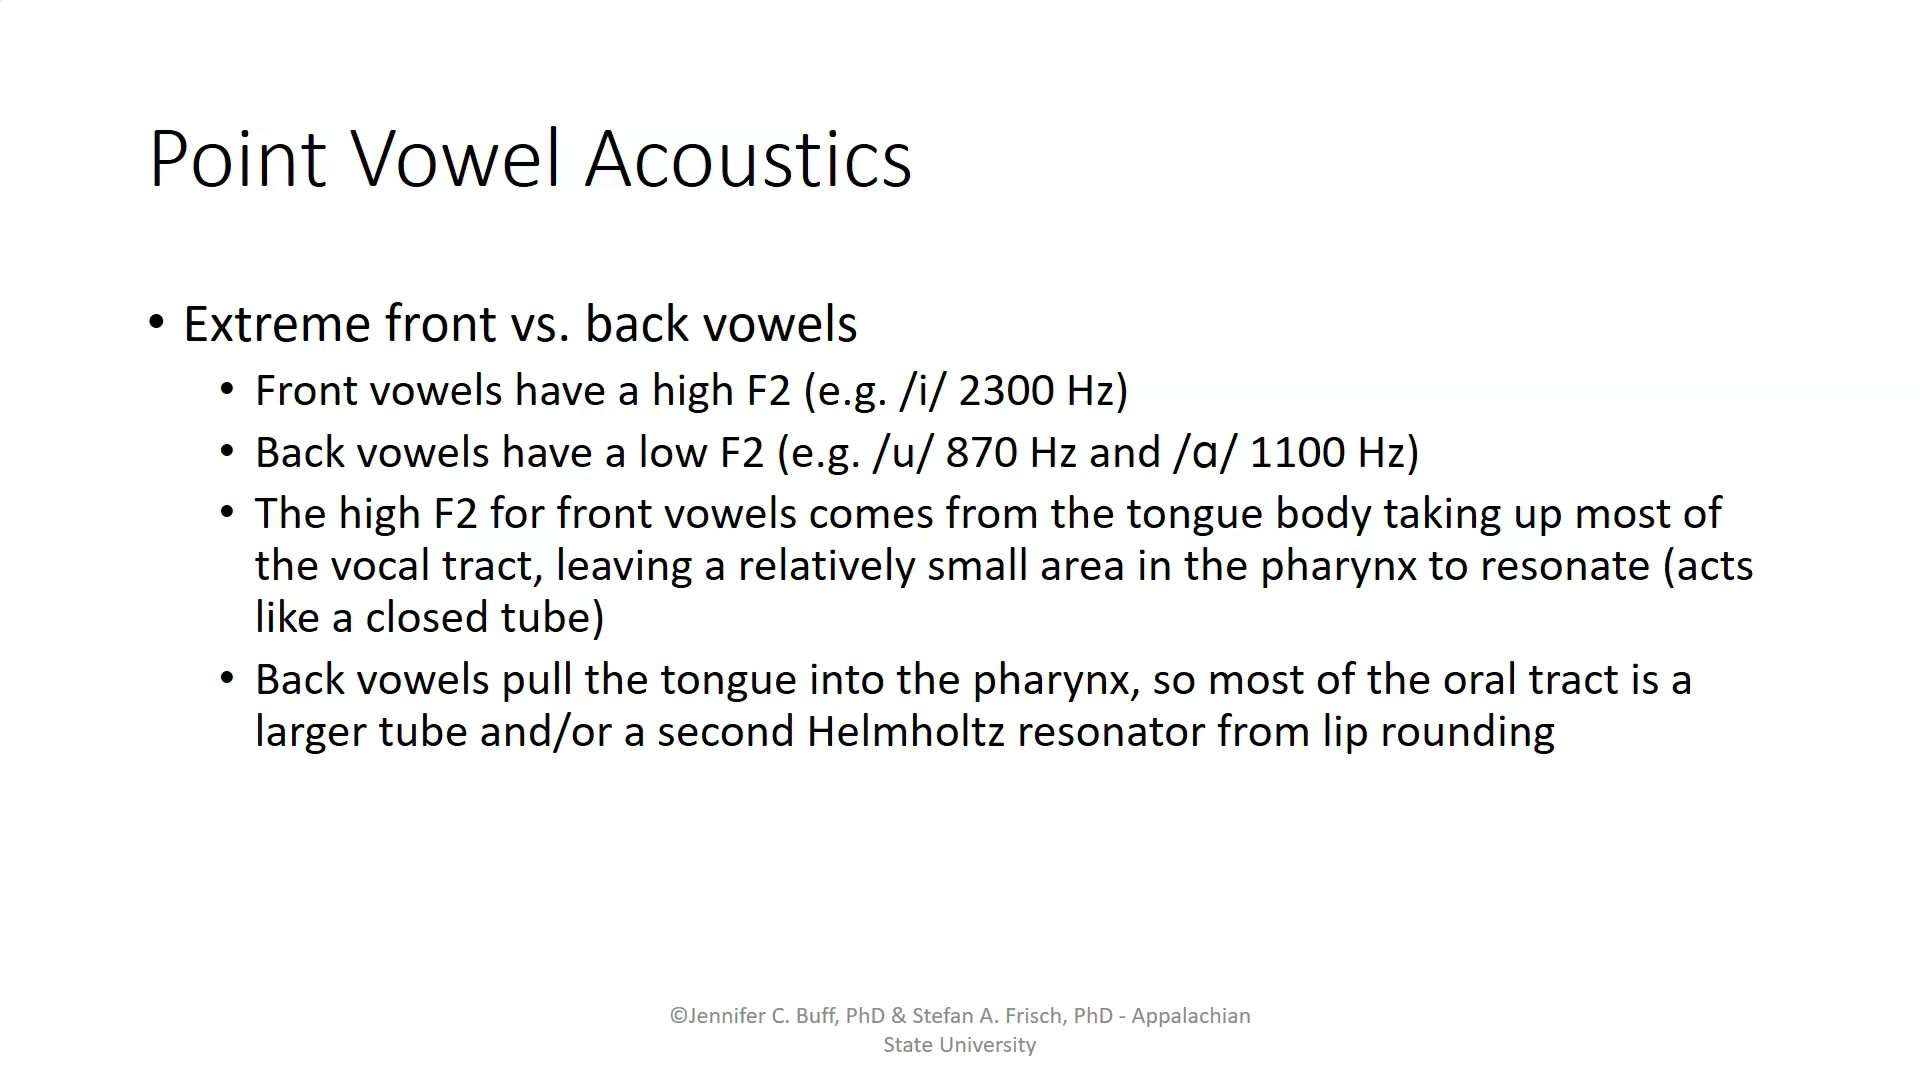 Point Vowel Acoustics
• Extreme front vs. back vowels
• Front vowels have a high F2 (e.g. /i/ 2300 Hz)
• Back vowels have a low F2 (e.g. /u/ 870 Hz and /ɑ/ 1100 Hz)
• The high F2 for front vowels comes from the tongue body taking up most of
the vocal tract, leaving a relatively small area in the pharynx to resonate (acts
like a closed tube)
• Back vowels pull the tongue into the pharynx, so most of the oral tract is a
larger tube and/or a second Helmholtz resonator from lip rounding
©Jennifer C. Buff, PhD & Stefan A. Frisch, PhD - Appalachian
State University